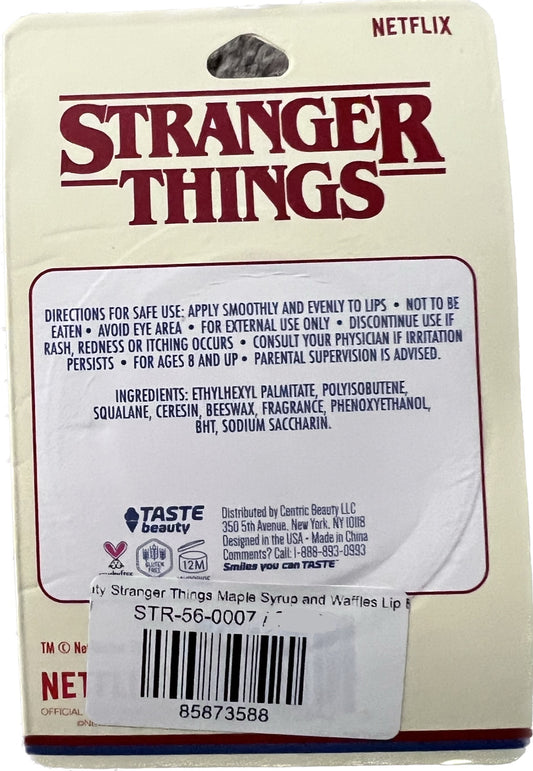 NETFLIX
STRANGER
THINGS
DIRECTIONS FOR SAFE USE: APPLY SMOOTHLY AND EVENLY TO LIPS • NOT TO BE
EATEN • AVOID EYE AREA • FOR EXTERNAL USE ONLY • DISCONTINUE USE IF
RASH, REDNESS OR ITCHING OCCURS • CONSULT YOUR PHYSICIAN IF IRRITATION
PERSISTS • FOR AGES 8 AND UP • PARENTAL SUPERVISION IS ADVISED.
INGREDIENTS: ETHYLHEXYL PALMITATE, POLYISOBUTENE,
SQUALANE, CERESIN, BEESWAX, FRAGRANCE, PHENOXYETHANOL,
BHT, SODIUM SACCHARIN.
TASTE
beauty
Distributed by Centric Beauty LLC
350 5th Avenue, New York, NY 10118
Designed in the USA • Made in China
Comments? Call: 1-888-893-0993
Smiles you can TASTE
GLUTEN
FREE
12M
Stranger Things Maple Syrup and Waffles Lip
STR-56-0007
TM ©
NET
OFFICIAL
85873588